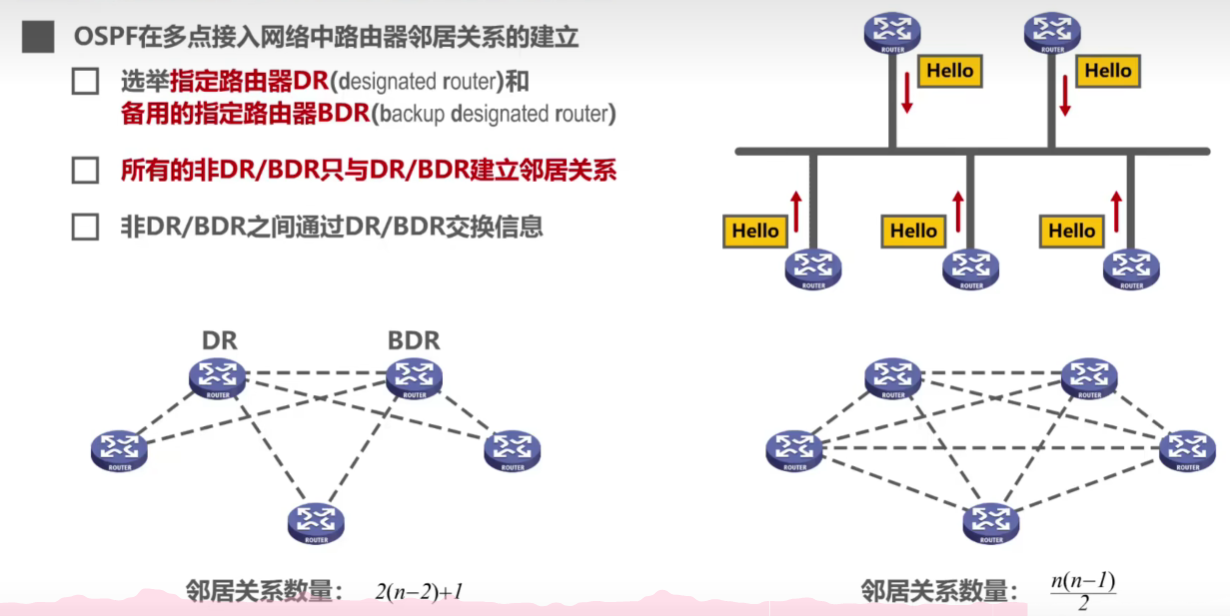 OSPF在多点接入网络中路由器邻居关系的建立
选举指定路由器DR(designated router)和
备用的指定路由器BDR(backup designated router)
所有的非DR/BDR只与DR/BDR建立邻居关系
非DR/BDR之间通过DR/BDR交换信息
ROUTER
ROUTER
Hello
Hello
Hello
Hello
Hello
ROUTER
ROUTER
ROUTER
DR
BDR
ROUTER
ROUTER
ROUTER
ROUTER
ROUTER
邻居关系数量： 2(n−2)+1
ROUTER
ROUTER
ROUTER
ROUTER
ROUTER
邻居关系数量： n(n−1)
2